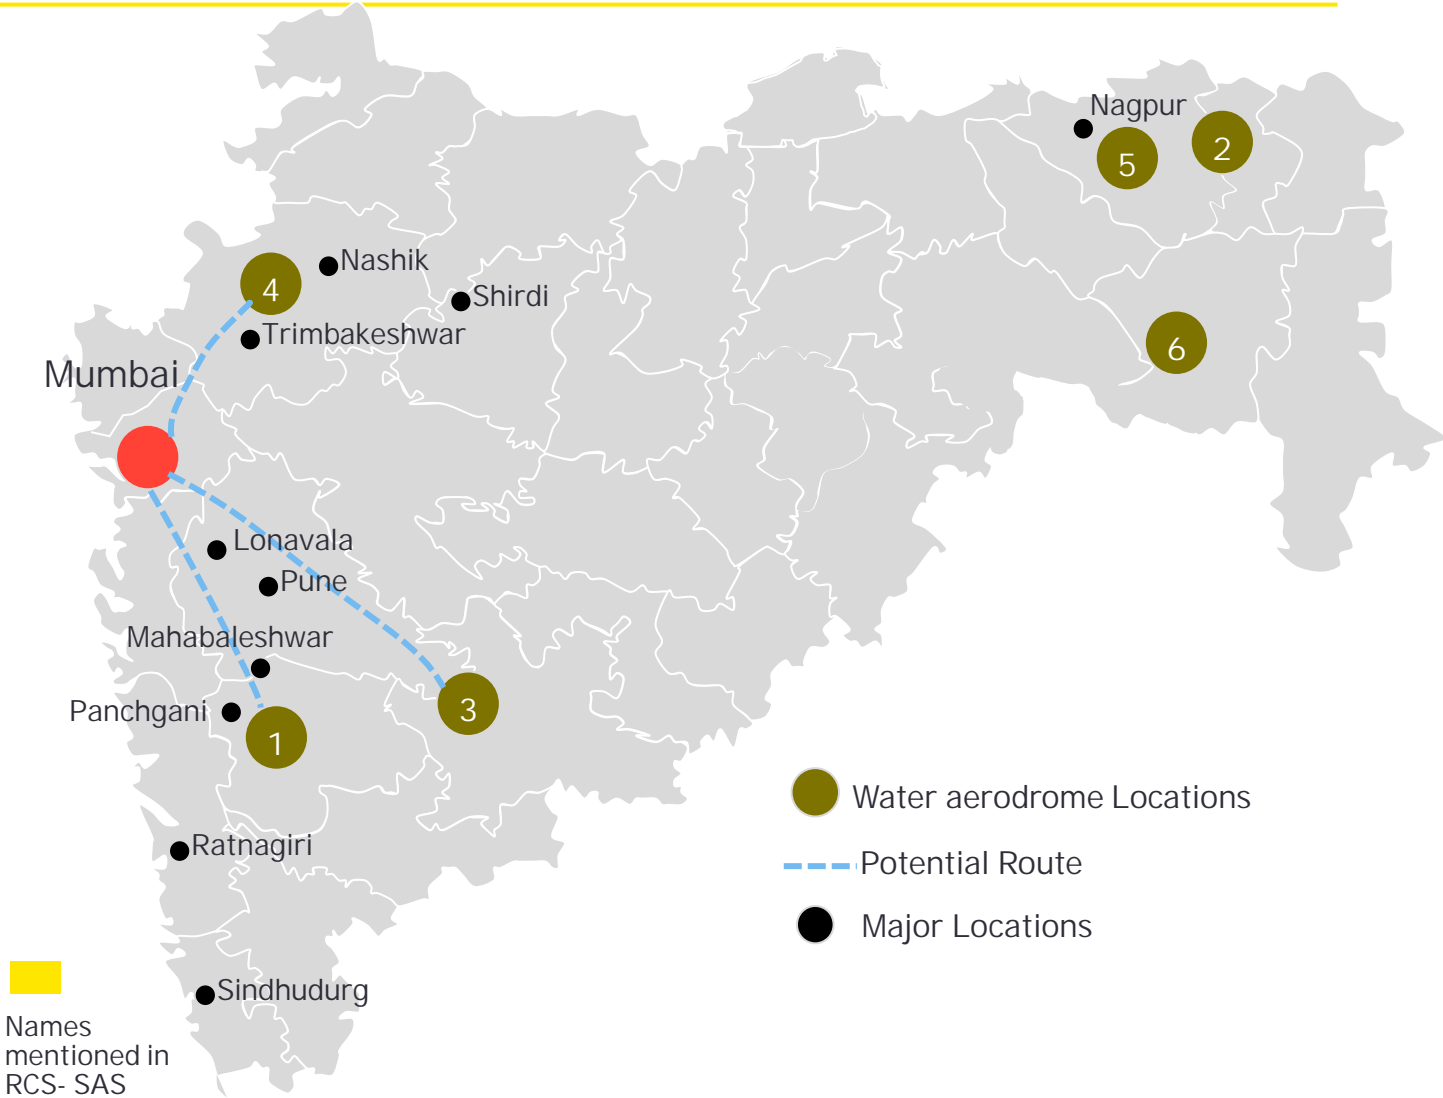 Nagpur
2
5
Nashik
4
Shirdi
Trimbakeshwar
6
Mumbai
Lonavala
Pune
Mahabaleshwar
Panchgani
3
1
Water aerodrome Locations
Ratnagiri
Potential Route
Major Locations
Sindhudurg
Names
mentioned in
RCS- SAS